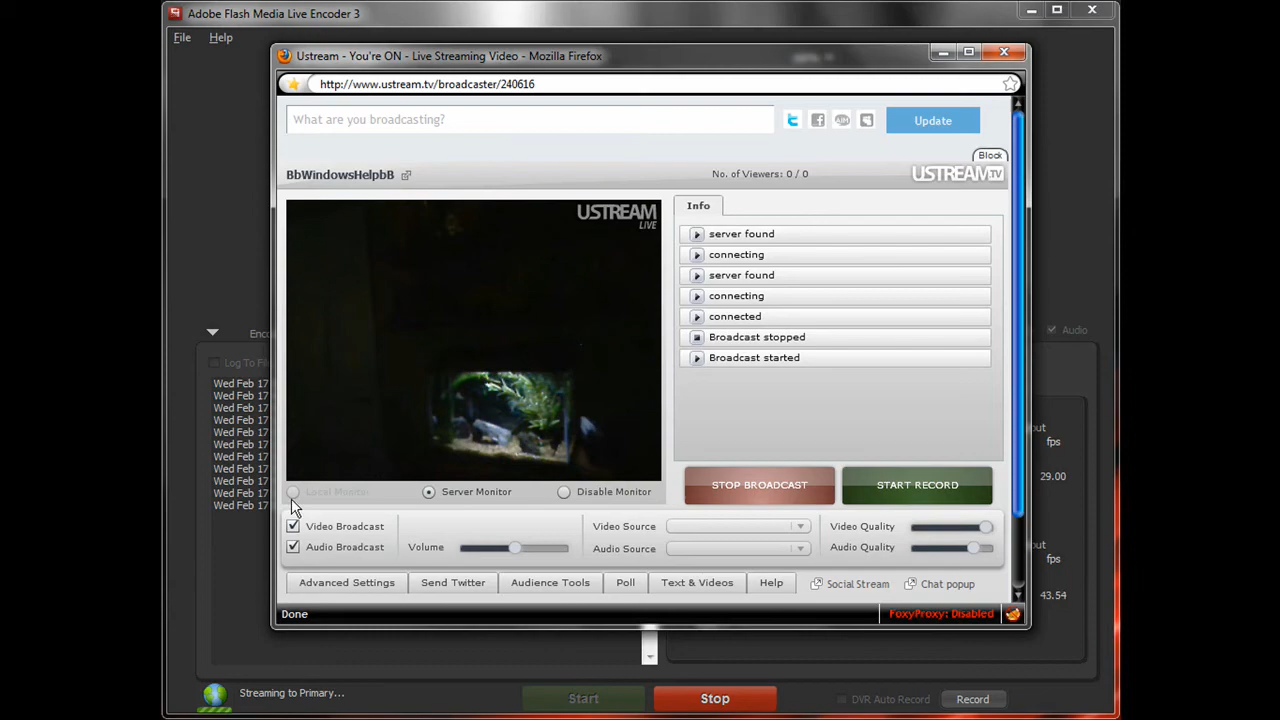 Adobe Flash Media Live Encoder 3
File Help
Ustream - You're ON - Live Streaming Video - Mozilla Firefox
http://www.ustream.tv/broadcaster/240616
What are you broadcasting?
AIM
Update
Block
BbWindowsHelpbB
No. of Viewers: 0 / 0
USTREAM TV
USTREAM
LIVE
Info
server found
connecting
server found
connecting
connected
Broadcast stopped
Broadcast started
Local Monitor Server Monitor Disable Monitor
STOP BROADCAST START RECORD
Video Broadcast
Audio Broadcast
Volume
Video Source
Audio Source
Video Quality
Audio Quality
Advanced Settings Send Twitter Audience Tools Poll Text & Videos Help Social Stream Chat popup
Done
FoxyProxy: Disabled
Audio
Log To
Wed Feb 17
Wed Feb 17
Wed Feb 17
Wed Feb 17
Wed Feb 17
Wed Feb 17
Wed Feb 17
Wed Feb 17
Wed Feb 17
Wed Feb 17
Wed Feb 17
fps
29.00
fps
43.54
Streaming to Primary...
Start
Stop
DVR Auto Record
Record